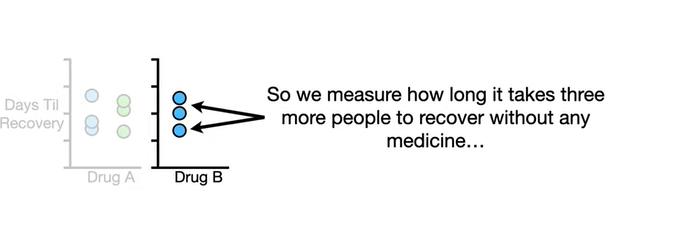 So we measure how long it takes three
more people to recover without any
medicine…
Days Til
Recovery
Drug A
Drug B